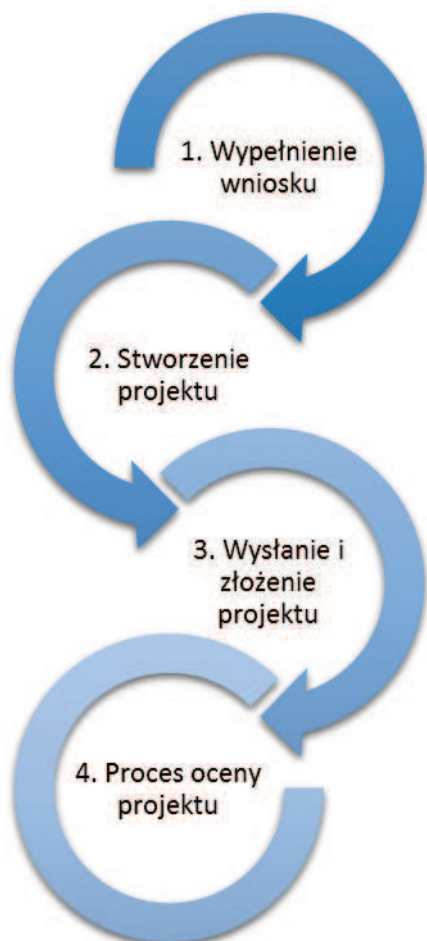 1. Wypełnienie
wniosku
2. Stworzenie
projektu
3. Wysłanie i
złożenie
projektu
4. Proces oceny
projektu